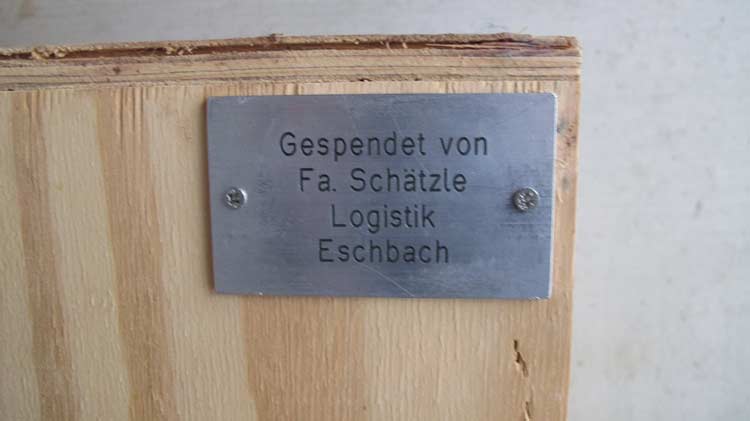 Gespendet von
Fa. Schätzle
Logistik
Eschbach